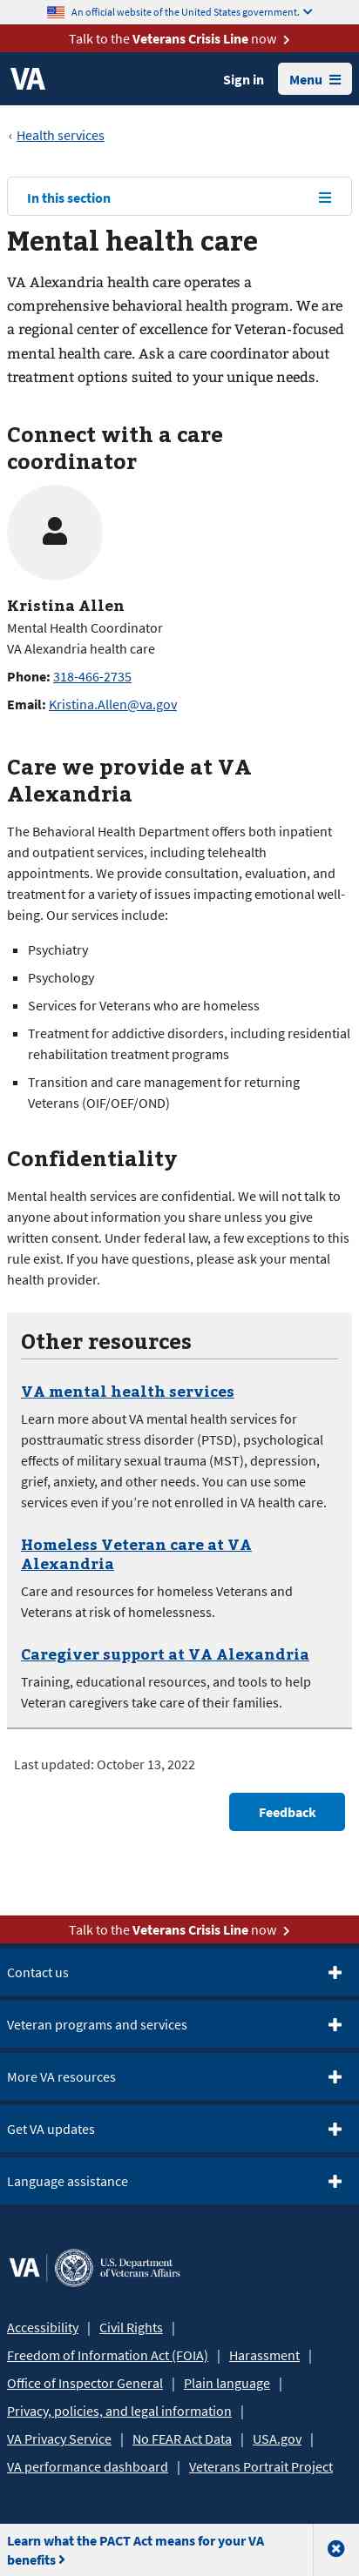 An official website of the United States government.
Talk to the Veterans Crisis Line now
VA
Sign in
Menu
‹ Health services
In this section
Mental health care
VA Alexandria health care operates a
comprehensive behavioral health program. We are
a regional center of excellence for Veteran-focused
mental health care. Ask a care coordinator about
treatment options suited to your unique needs.
Connect with a care
coordinator
Kristina Allen
Mental Health Coordinator
VA Alexandria health care
Phone: 318-466-2735
Email: Kristina.Allen@va.gov
Care we provide at VA
Alexandria
The Behavioral Health Department offers both inpatient
and outpatient services, including telehealth
appointments. We provide consultation, evaluation, and
treatment for a variety of issues impacting emotional well-
being. Our services include:
Psychiatry
Psychology
Services for Veterans who are homeless
Treatment for addictive disorders, including residential
rehabilitation treatment programs
Transition and care management for returning
Veterans (OIF/OEF/OND)
Confidentiality
Mental health services are confidential. We will not talk to
anyone about information you share unless you give
written consent. Under federal law, a few exceptions to this
rule exist. If you have questions, please ask your mental
health provider.
Other resources
VA mental health services
Learn more about VA mental health services for
posttraumatic stress disorder (PTSD), psychological
effects of military sexual trauma (MST), depression,
grief, anxiety, and other needs. You can use some
services even if you’re not enrolled in VA health care.
Homeless Veteran care at VA
Alexandria
Care and resources for homeless Veterans and
Veterans at risk of homelessness.
Caregiver support at VA Alexandria
Training, educational resources, and tools to help
Veteran caregivers take care of their families.
Last updated: October 13, 2022
Feedback
Talk to the Veterans Crisis Line now
Contact us
Veteran programs and services
More VA resources
Get VA updates
Language assistance
VA
U.S. Department
of Veterans Affairs
Accessibility | Civil Rights |
Freedom of Information Act (FOIA) | Harassment |
Office of Inspector General | Plain language |
Privacy, policies, and legal information |
VA Privacy Service | No FEAR Act Data | USA.gov |
VA performance dashboard | Veterans Portrait Project
Learn what the PACT Act means for your VA
benefits